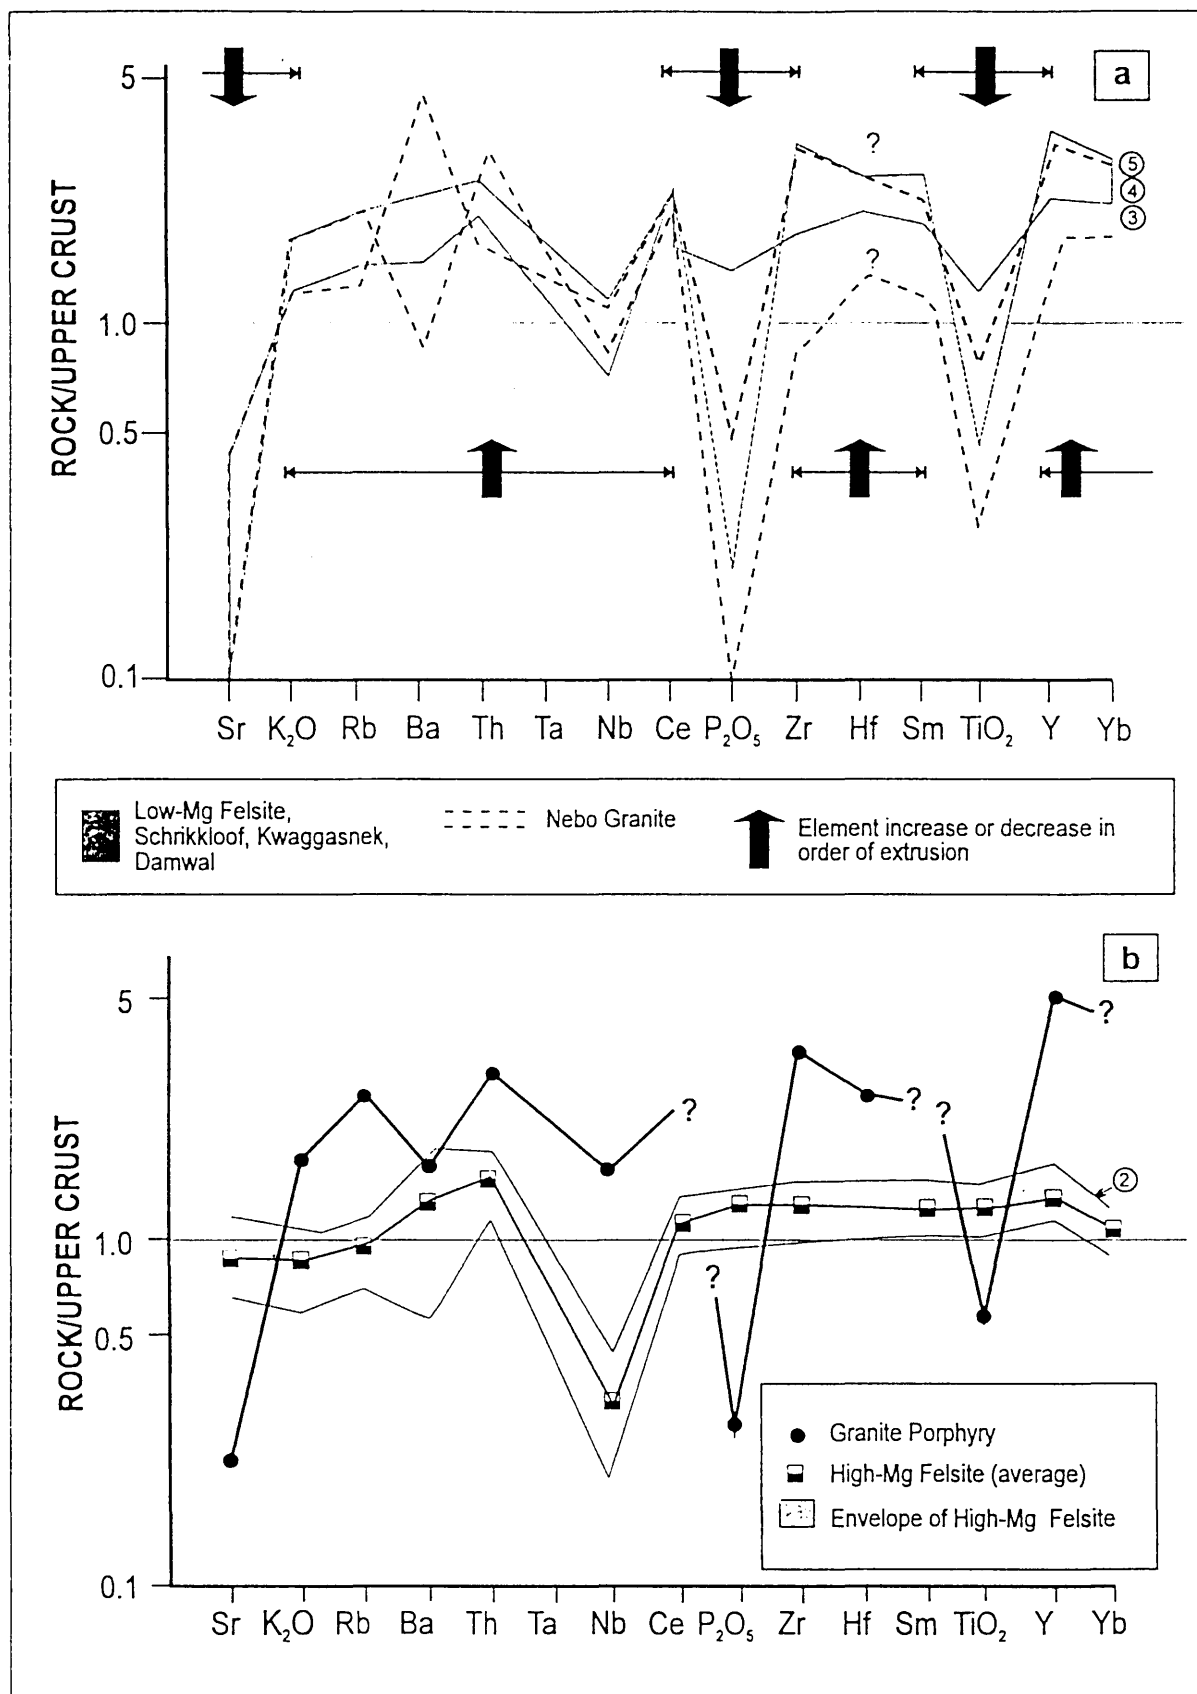 a
5
1.0
0.5
0.1
ROCK/UPPER CRUST
?
?
⑤
④
③
Sr K₂O Rb Ba Th Ta Nb Ce P₂O₅ Zr Hf Sm TiO₂ Y Yb
Low-Mg Felsite,
Schrikkloof, Kwaggasnek,
Damwal
Nebo Granite
Element increase or decrease in
order of extrusion
b
5
1.0
0.5
0.1
ROCK/UPPER CRUST
?
?
?
?
?
②
Granite Porphyry
High-Mg Felsite (average)
Envelope of High-Mg Felsite
Sr K₂O Rb Ba Th Ta Nb Ce P₂O₅ Zr Hf Sm TiO₂ Y Yb